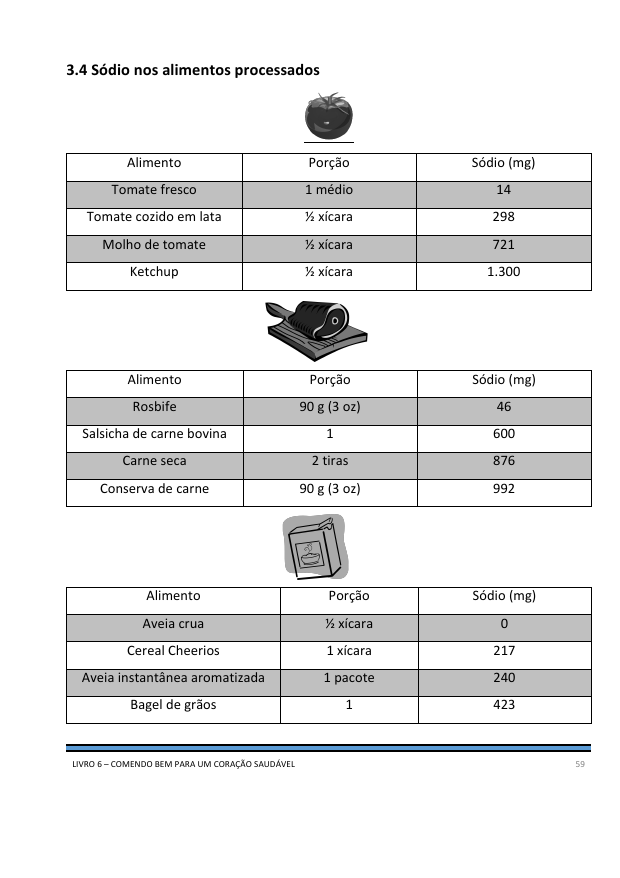 3.4 Sódio nos alimentos processados
Alimento Porção Sódio (mg)
Tomate fresco 1 médio 14
Tomate cozido em lata ½ xícara 298
Molho de tomate ½ xícara 721
Ketchup ½ xícara 1.300
Alimento Porção Sódio (mg)
Rosbife 90 g (3 oz) 46
Salsicha de carne bovina 1 600
Carne seca 2 tiras 876
Conserva de carne 90 g (3 oz) 992
Alimento Porção Sódio (mg)
Aveia crua ½ xícara 0
Cereal Cheerios 1 xícara 217
Aveia instantânea aromatizada 1 pacote 240
Bagel de grãos 1 423
LIVRO 6 – COMENDO BEM PARA UM CORAÇÃO SAUDÁVEL 59